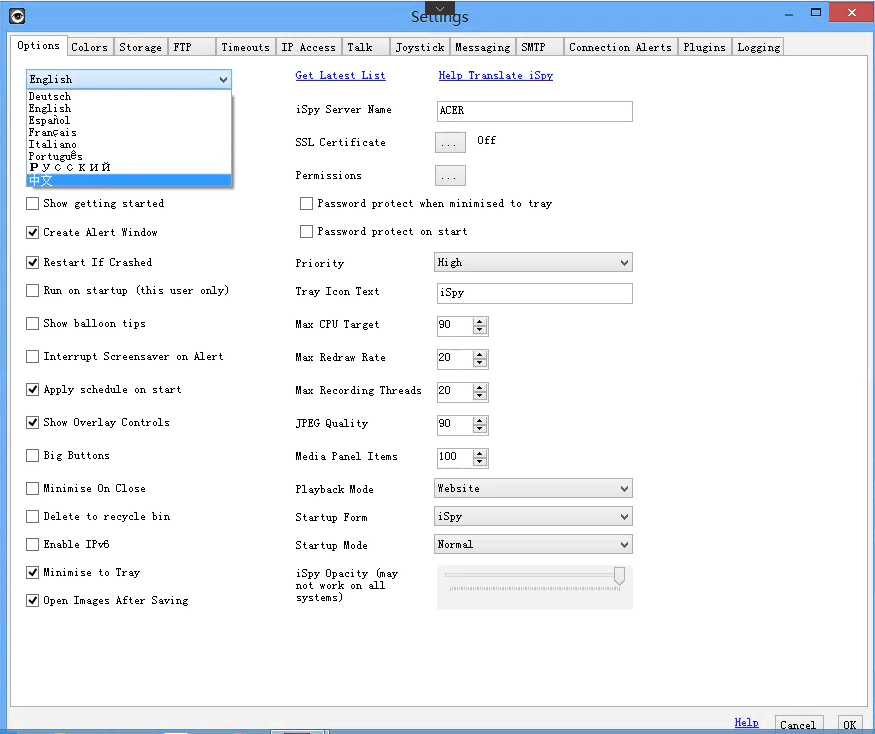 Settings
Options Colors Storage FTP Timeouts IP Access Talk Joystick Messaging SMTP Connection Alerts Plugins Logging
English
Get Latest List
Help Translate iSpy
Deutsch
English
Español
Français
Italiano
Português
Русский
中文
iSpy Server Name
ACER
SSL Certificate
...
Off
Permissions
...
Show getting started
Password protect when minimised to tray
Create Alert Window
Password protect on start
Restart If Crashed
Priority
High
Run on startup (this user only)
Tray Icon Text
iSpy
Show balloon tips
Max CPU Target
90
Interrupt Screensaver on Alert
Max Redraw Rate
20
Apply schedule on start
Max Recording Threads
20
Show Overlay Controls
JPEG Quality
90
Big Buttons
Media Panel Items
100
Minimise On Close
Playback Mode
Website
Delete to recycle bin
Startup Form
iSpy
Enable IPv6
Startup Mode
Normal
Minimise to Tray
iSpy Opacity (may
not work on all
systems)
Open Images After Saving
Help
Cancel
OK